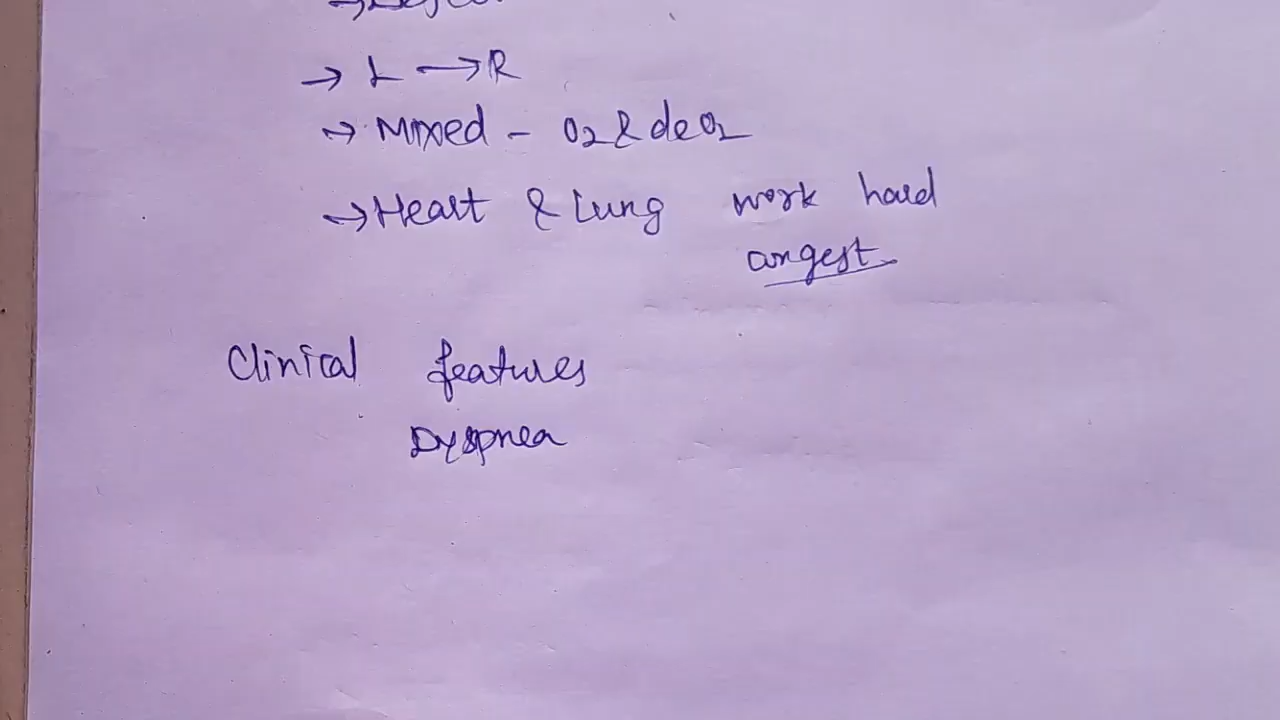 → L → R
→ Mixed - O2 & deO2
→ Heart & Lung work hard
congest
Clinical features
Dyspnea